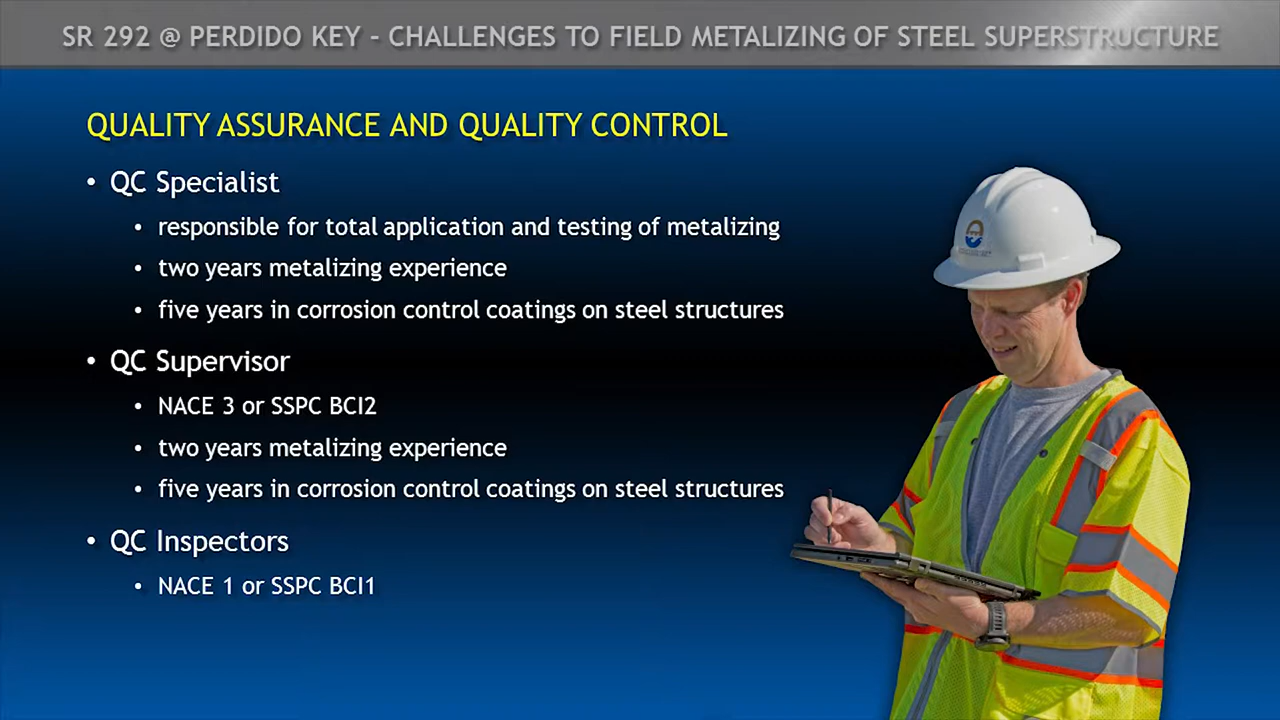 SR 292 @ PERDIDO KEY - CHALLENGES TO FIELD METALIZING OF STEEL SUPERSTRUCTURE
QUALITY ASSURANCE AND QUALITY CONTROL
• QC Specialist
• responsible for total application and testing of metalizing
• two years metalizing experience
• five years in corrosion control coatings on steel structures
• QC Supervisor
• NACE 3 or SSPC BCI2
• two years metalizing experience
• five years in corrosion control coatings on steel structures
• QC Inspectors
• NACE 1 or SSPC BCI1